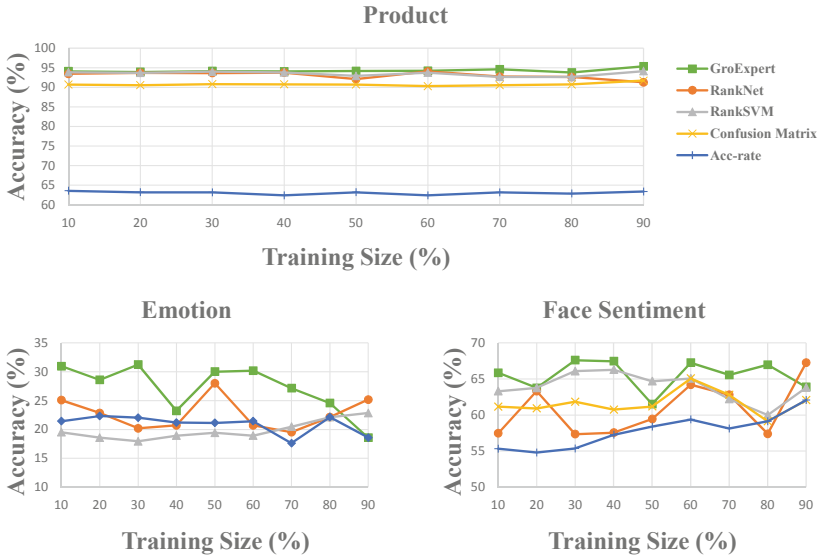 Product
Accuracy (%)
100
95
90
85
80
75
70
65
60
10 20 30 40 50 60 70 80 90
Training Size (%)
GroExpert
RankNet
RankSVM
Confusion Matrix
Acc-rate
Emotion
Accuracy (%)
35
30
25
20
15
10
10 20 30 40 50 60 70 80 90
Training Size (%)
Face Sentiment
Accuracy (%)
70
65
60
55
50
10 20 30 40 50 60 70 80 90
Training Size (%)